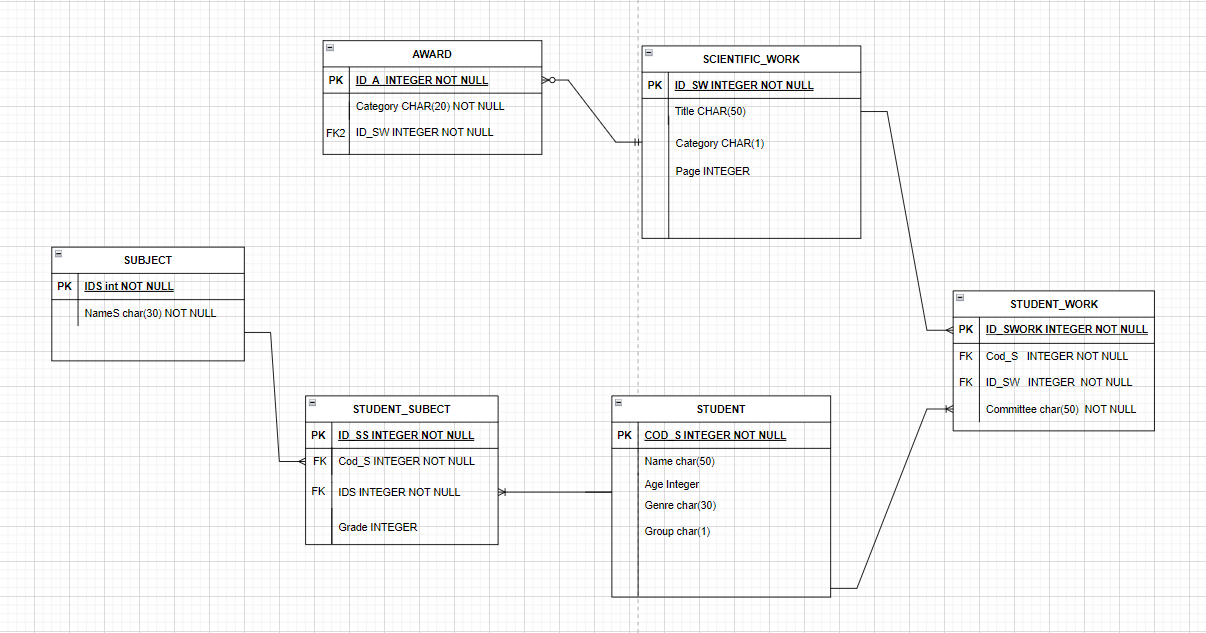 AWARD
PK ID_A INTEGER NOT NULL
Category CHAR(20) NOT NULL
FK2 ID_SW INTEGER NOT NULL
SCIENTIFIC_WORK
PK ID_SW INTEGER NOT NULL
Title CHAR(50)
Category CHAR(1)
Page INTEGER
SUBJECT
PK IDS int NOT NULL
NameS char(30) NOT NULL
STUDENT_WORK
PK ID_SWORK INTEGER NOT NULL
FK Cod_S INTEGER NOT NULL
FK ID_SW INTEGER NOT NULL
Committee char(50) NOT NULL
STUDENT_SUBECT
PK ID_SS INTEGER NOT NULL
FK Cod_S INTEGER NOT NULL
FK IDS INTEGER NOT NULL
Grade INTEGER
STUDENT
PK COD_S INTEGER NOT NULL
Name char(50)
Age Integer
Genre char(30)
Group char(1)